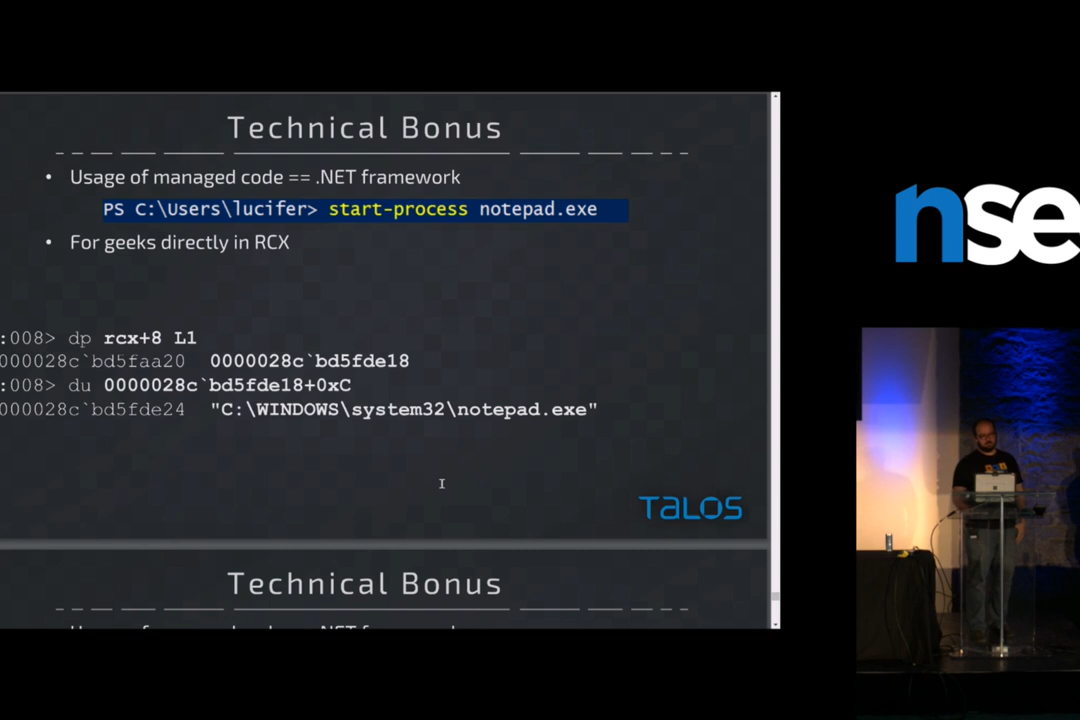 Technical Bonus
• Usage of managed code == .NET framework
PS C:\Users\lucifer> start-process notepad.exe
• For geeks directly in RCX
:008> dp rcx+8 L1
000028c`bd5faa20 0000028c`bd5fde18
:008> du 0000028c`bd5fde18+0xC
000028c`bd5fde24 "C:\WINDOWS\system32\notepad.exe"
TALOS
Technical Bonus
nse